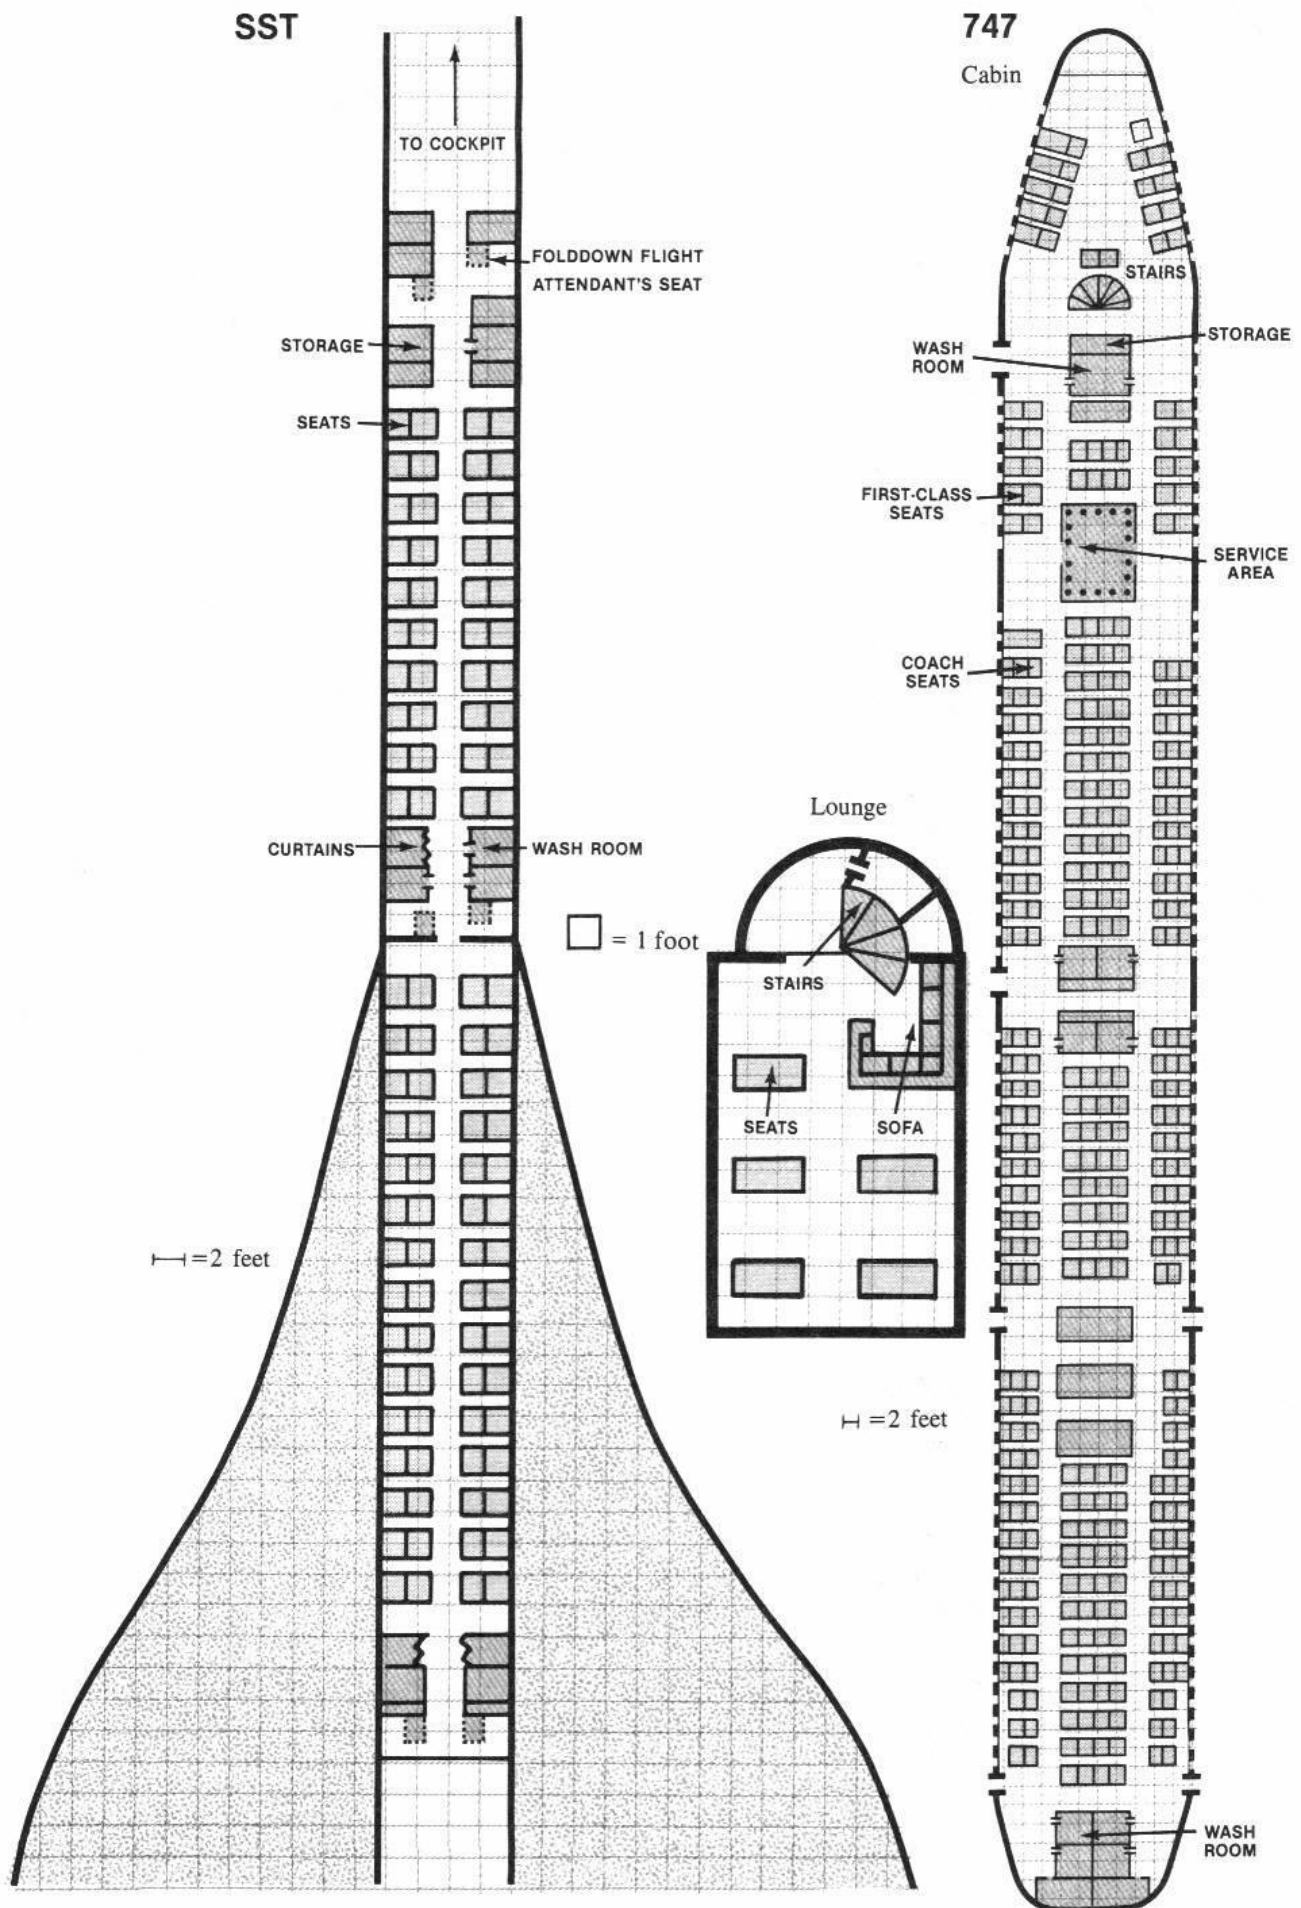 SST
TO COCKPIT
FOLDDOWN FLIGHT
ATTENDANT'S SEAT
STORAGE
SEATS
CURTAINS
WASH ROOM
= 1 foot
=2 feet
747
Cabin
STAIRS
STORAGE
WASH
ROOM
FIRST-CLASS
SEATS
SERVICE
AREA
COACH
SEATS
Lounge
STAIRS
SEATS
SOFA
=2 feet
WASH
ROOM